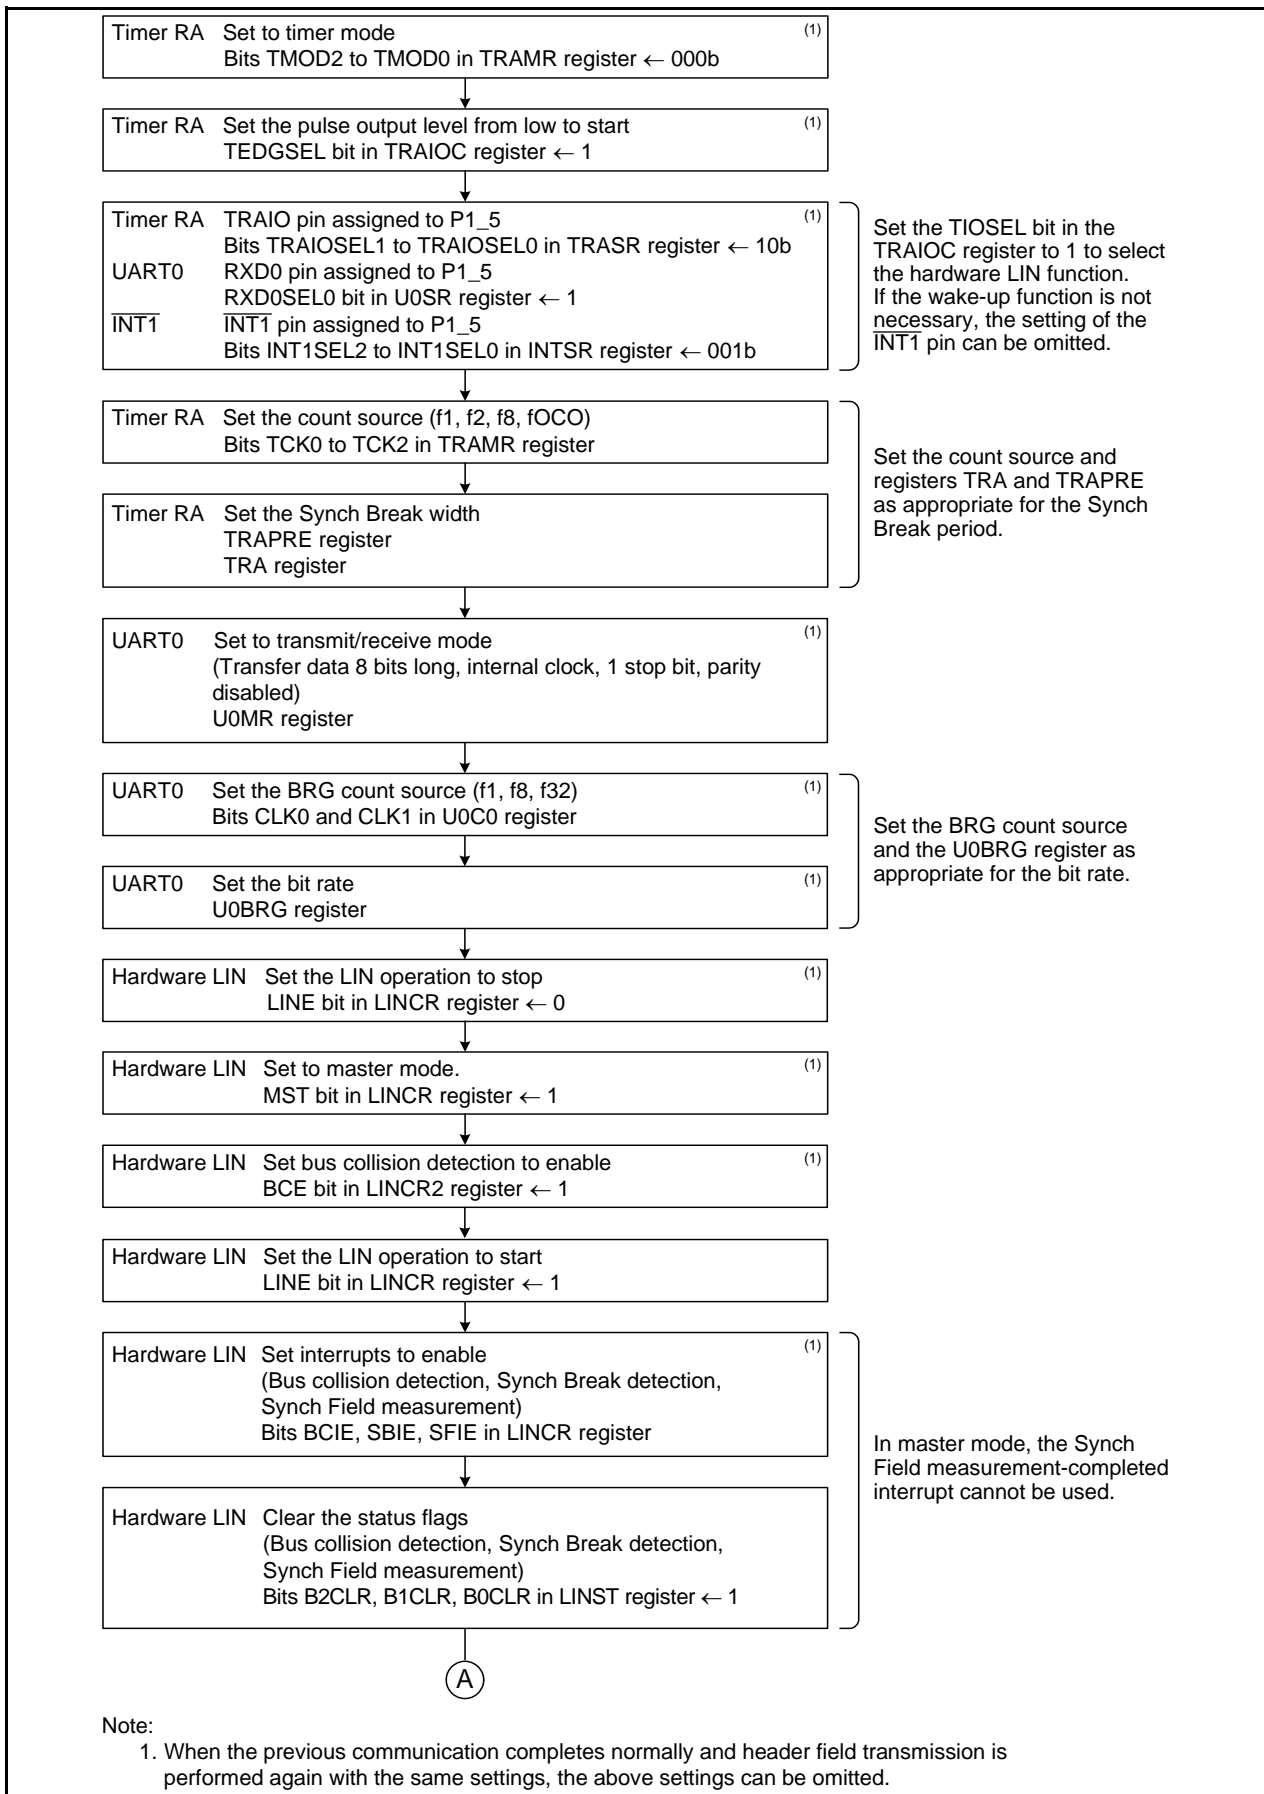 Timer RA Set to timer mode (1)
Bits TMOD2 to TMOD0 in TRAMR register ← 000b
Timer RA Set the pulse output level from low to start (1)
TEDGSEL bit in TRAIOC register ← 1
Timer RA TRAIO pin assigned to P1_5 (1)
Bits TRAIOSEL1 to TRAIOSEL0 in TRASR register ← 10b
UART0 RXD0 pin assigned to P1_5
RXD0SEL0 bit in U0SR register ← 1
INT1 INT1 pin assigned to P1_5
Bits INT1SEL2 to INT1SEL0 in INTSR register ← 001b
Set the TIOSEL bit in the
TRAIOC register to 1 to select
the hardware LIN function.
If the wake-up function is not
necessary, the setting of the
INT1 pin can be omitted.
Timer RA Set the count source (f1, f2, f8, fOCO)
Bits TCK0 to TCK2 in TRAMR register
Timer RA Set the Synch Break width
TRAPRE register
TRA register
Set the count source and
registers TRA and TRAPRE
as appropriate for the Synch
Break period.
UART0 Set to transmit/receive mode (1)
(Transfer data 8 bits long, internal clock, 1 stop bit, parity
disabled)
U0MR register
UART0 Set the BRG count source (f1, f8, f32) (1)
Bits CLK0 and CLK1 in U0C0 register
UART0 Set the bit rate (1)
U0BRG register
Set the BRG count source
and the U0BRG register as
appropriate for the bit rate.
Hardware LIN Set the LIN operation to stop (1)
LINE bit in LINCR register ← 0
Hardware LIN Set to master mode. (1)
MST bit in LINCR register ← 1
Hardware LIN Set bus collision detection to enable (1)
BCE bit in LINCR2 register ← 1
Hardware LIN Set the LIN operation to start
LINE bit in LINCR register ← 1
Hardware LIN Set interrupts to enable (1)
(Bus collision detection, Synch Break detection,
Synch Field measurement)
Bits BCIE, SBIE, SFIE in LINCR register
Hardware LIN Clear the status flags
(Bus collision detection, Synch Break detection,
Synch Field measurement)
Bits B2CLR, B1CLR, B0CLR in LINST register ← 1
In master mode, the Synch
Field measurement-completed
interrupt cannot be used.
A
Note:
1. When the previous communication completes normally and header field transmission is
performed again with the same settings, the above settings can be omitted.